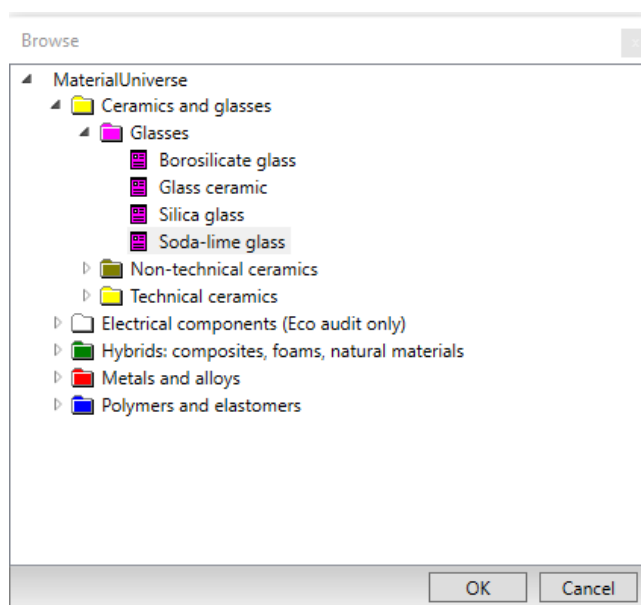 Browse
MaterialUniverse
Ceramics and glasses
Glasses
Borosilicate glass
Glass ceramic
Silica glass
Soda-lime glass
Non-technical ceramics
Technical ceramics
Electrical components (Eco audit only)
Hybrids: composites, foams, natural materials
Metals and alloys
Polymers and elastomers
OK Cancel